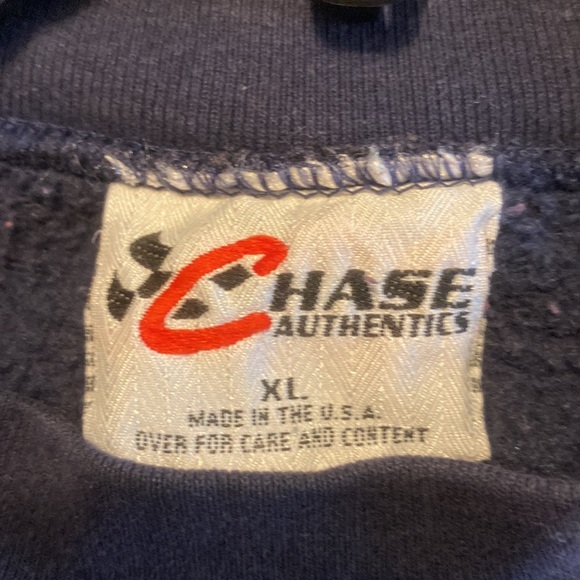 CHASE
AUTHENTICS
XL
MADE IN THE U.S.A.
OVER FOR CARE AND CONTENT